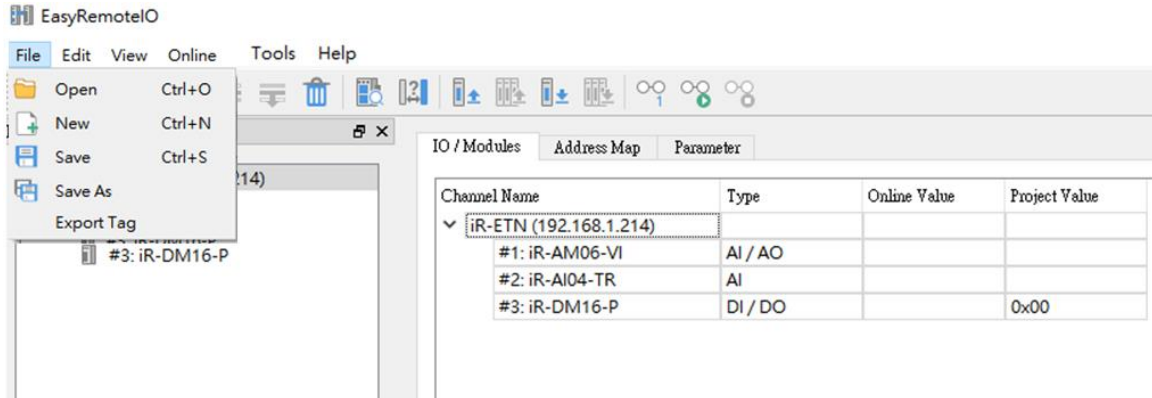 EasyRemoteIO
File Edit View Online Tools Help
Open Ctrl+O
New Ctrl+N
Save Ctrl+S
Save As
Export Tag
214)
#3: iR-DM16-P
IO / Modules Address Map Parameter
Channel Name Type Online Value Project Value
iR-ETN (192.168.1.214)
#1: iR-AM06-VI AI / AO
#2: iR-AI04-TR AI
#3: iR-DM16-P DI / DO 0x00